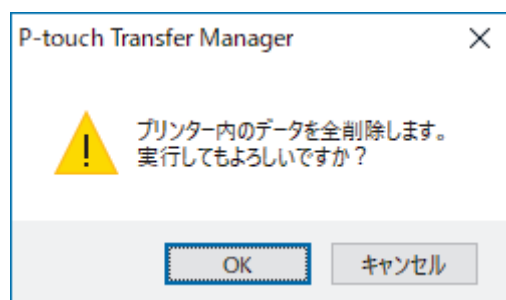 P-touch Transfer Manager
プリンター内のデータを全削除します。
実行してもよろしいですか？
OK
キャンセル